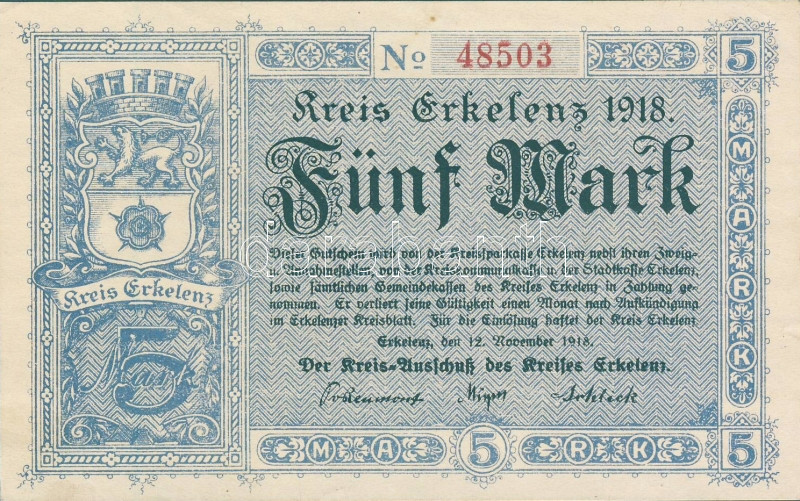 No 48503
5
Kreis Erkelenz 1918.
Fünf Mark
Dieser Gutschein wird von der Kreissparkasse Erkelenz nebst ihren Zweig-
u. Annahmestellen, von der Kreiskommunalkasse u. der Stadtkasse Erkelenz,
sowie sämtlichen Gemeindekassen des Kreises Erkelenz in Zahlung ge-
nommen. Er verliert seine Gültigkeit einen Monat nach Aufkündigung
im Erkelenzer Kreisblatt. Für die Einlösung haftet der Kreis Erkelenz.
Erkelenz, den 12. November 1918.
Der Kreis-Ausschuß des Kreises Erkelenz.
Kreis Erkelenz
5
Mark
MARK
MA 5 RK
5